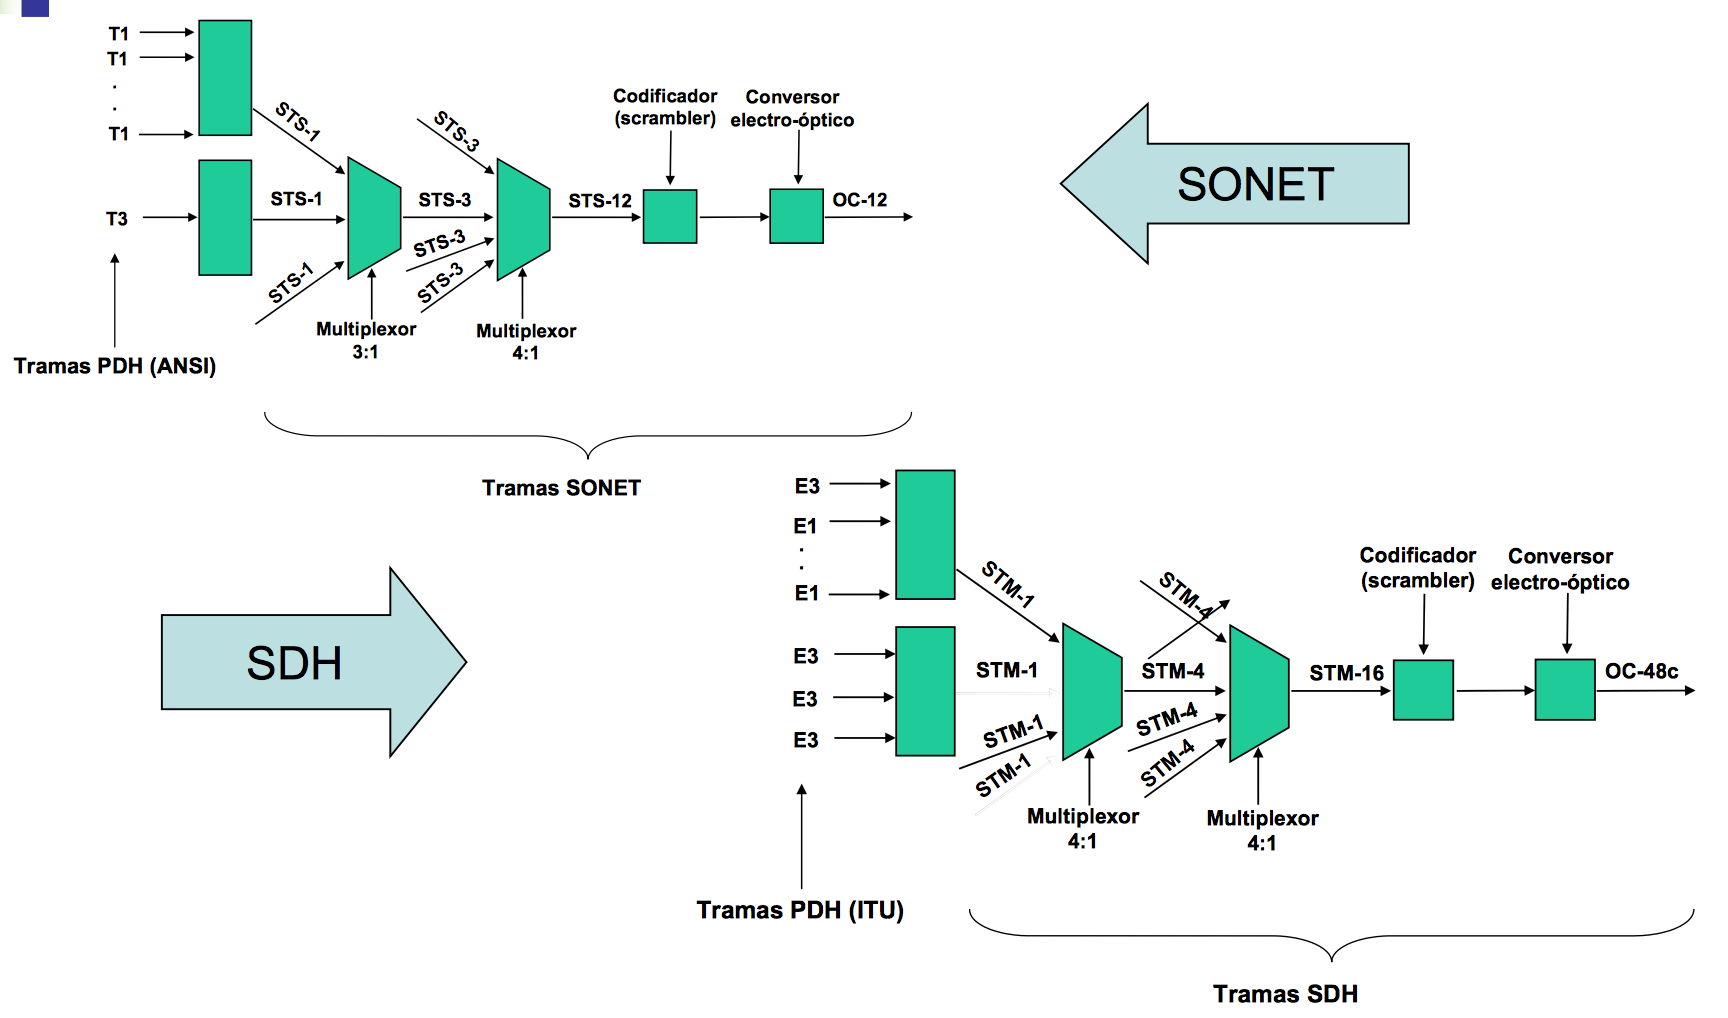 T1
T1
.
.
T1
T3
Tramas PDH (ANSI)
STS-1
STS-1
STS-1
Multiplexor
3:1
STS-3
STS-3
STS-3
STS-3
Multiplexor
4:1
STS-12
Codificador
(scrambler)
Conversor
electro-óptico
OC-12
Tramas SONET
SONET
SDH
E3
E1
.
.
E1
E3
E3
E3
Tramas PDH (ITU)
STM-1
STM-1
STM-1
STM-1
Multiplexor
4:1
STM-4
STM-4
STM-4
STM-4
Multiplexor
4:1
STM-16
Codificador
(scrambler)
Conversor
electro-óptico
OC-48c
Tramas SDH